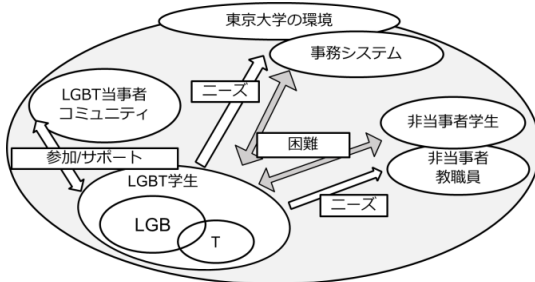 東京大学の環境
事務システム
ニーズ
LGBT当事者
コミュニティ
非当事者学生
困難
参加/サポート
非当事者
教職員
LGBT学生
ニーズ
LGB
T